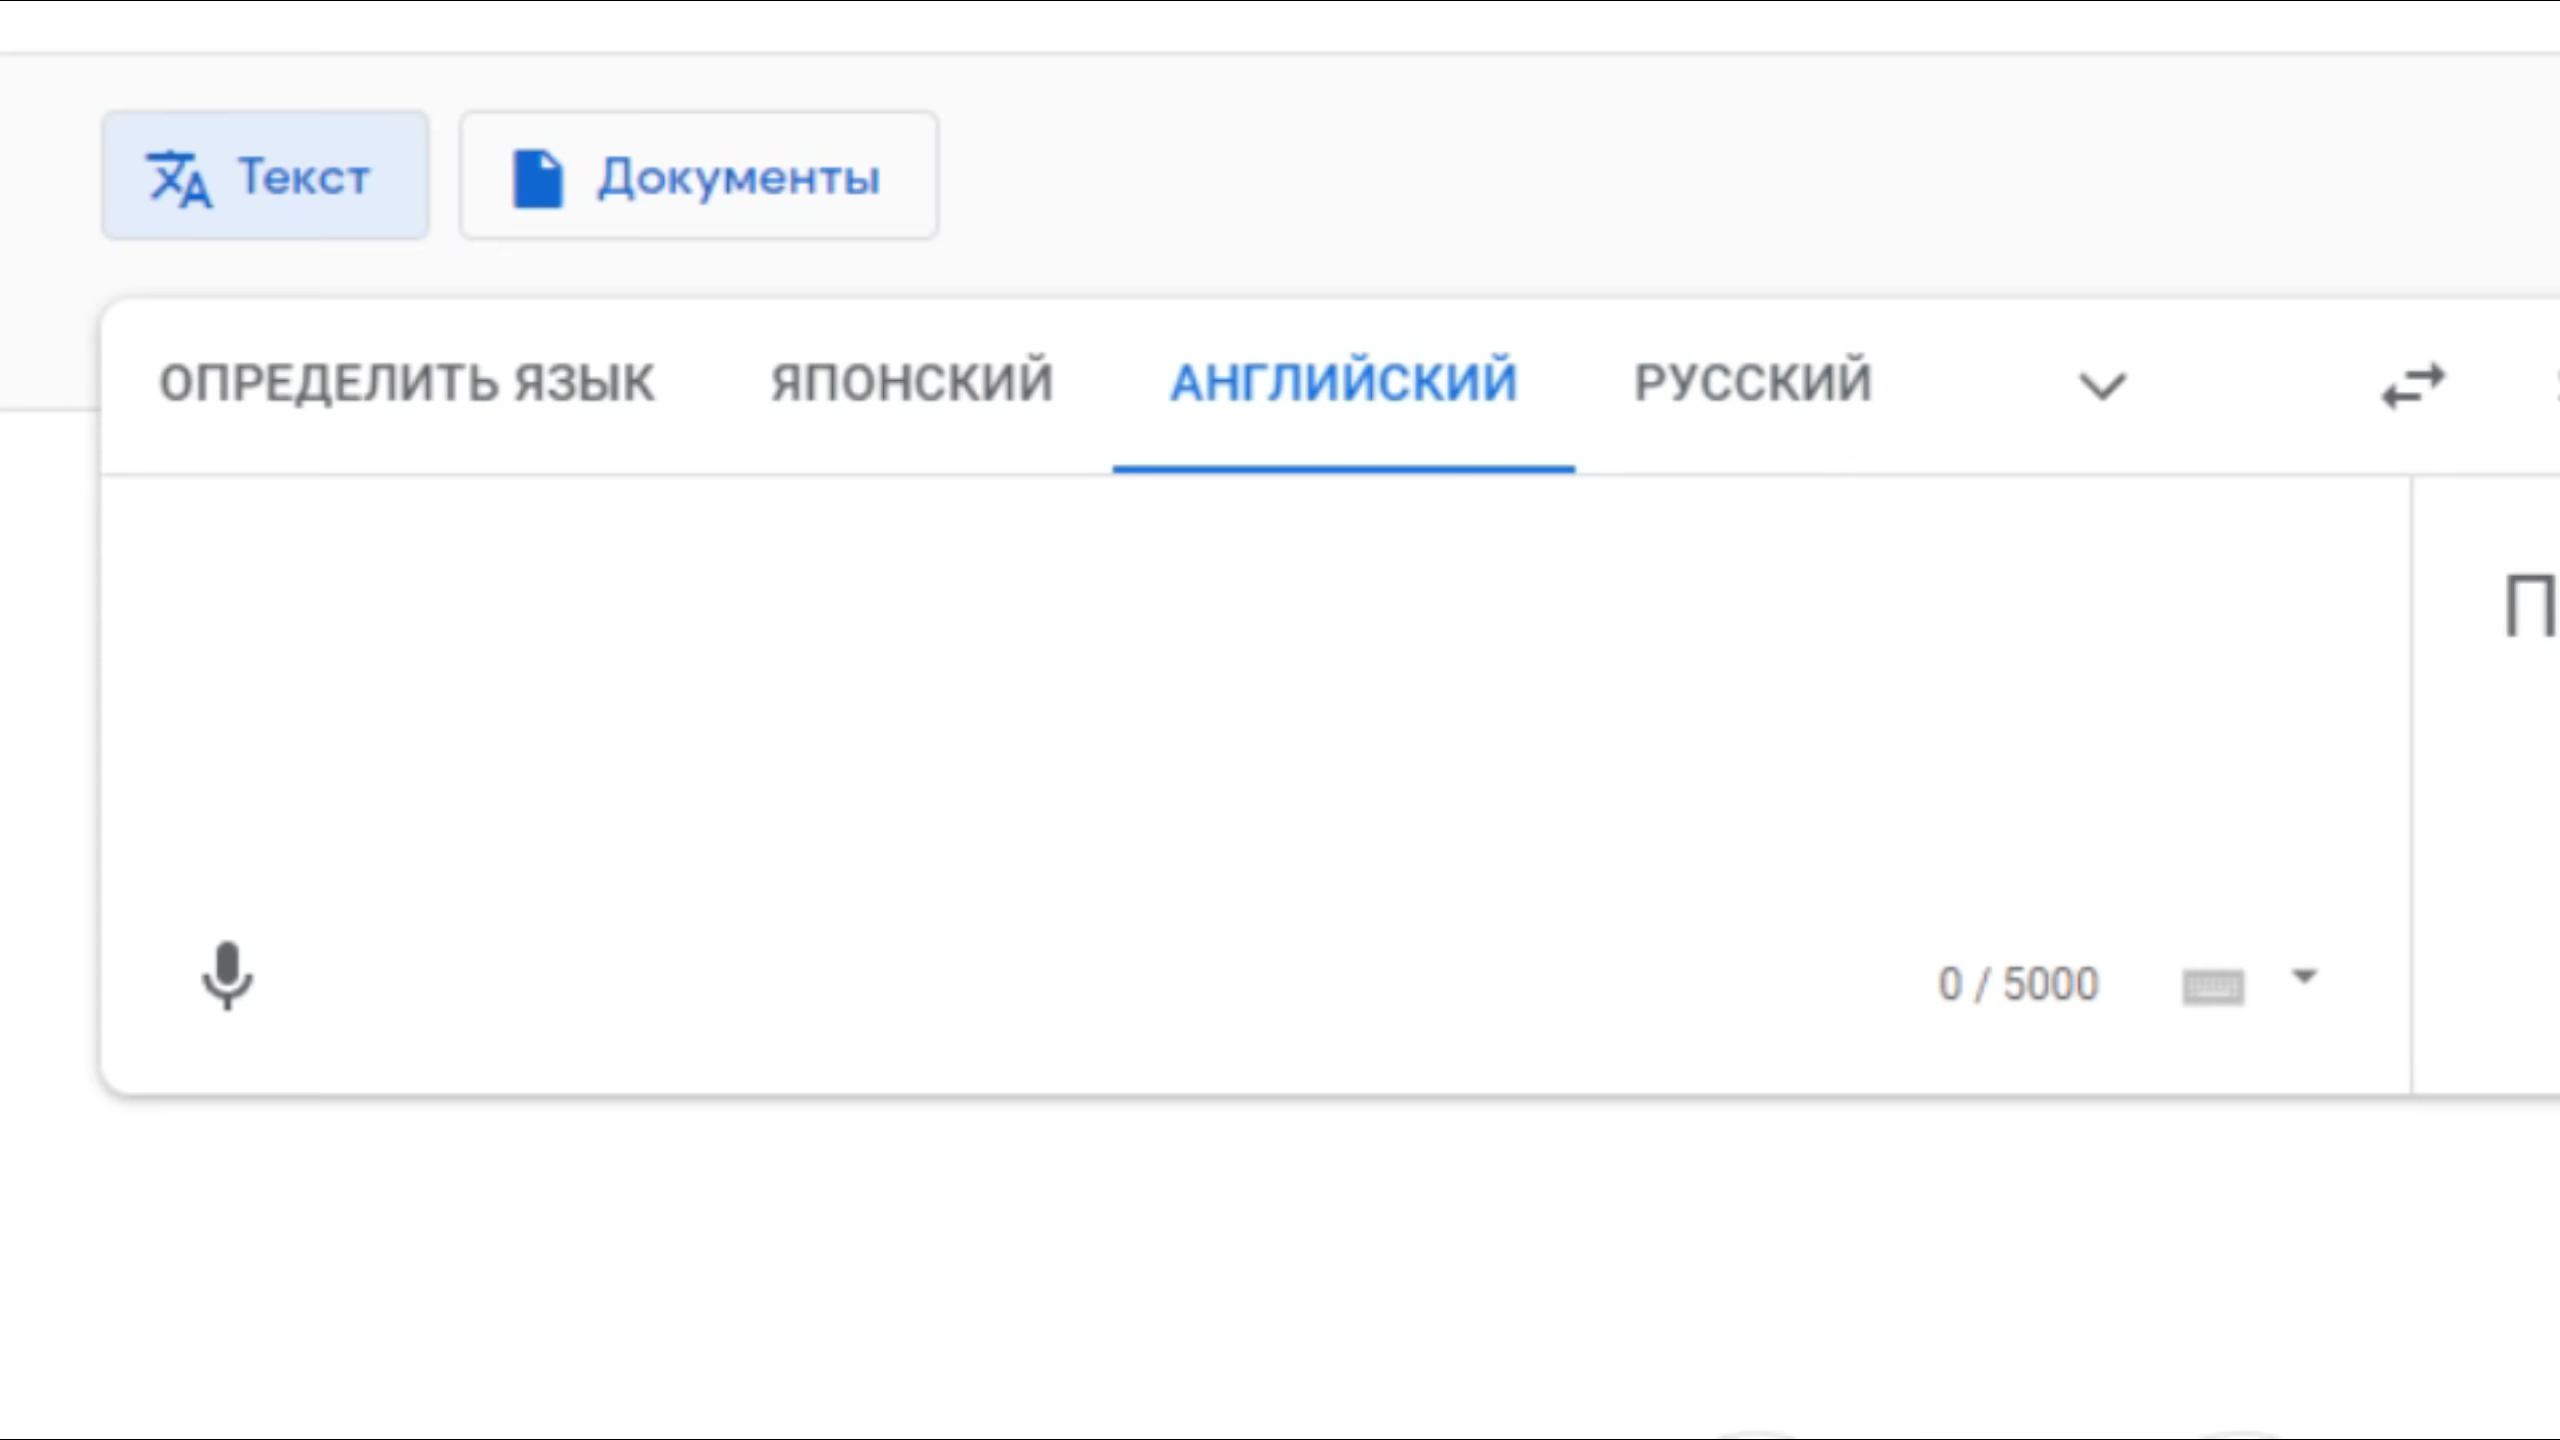 Текст
Документы
ОПРЕДЕЛИТЬ ЯЗЫК
ЯПОНСКИЙ
АНГЛИЙСКИЙ
РУССКИЙ
0 / 5000